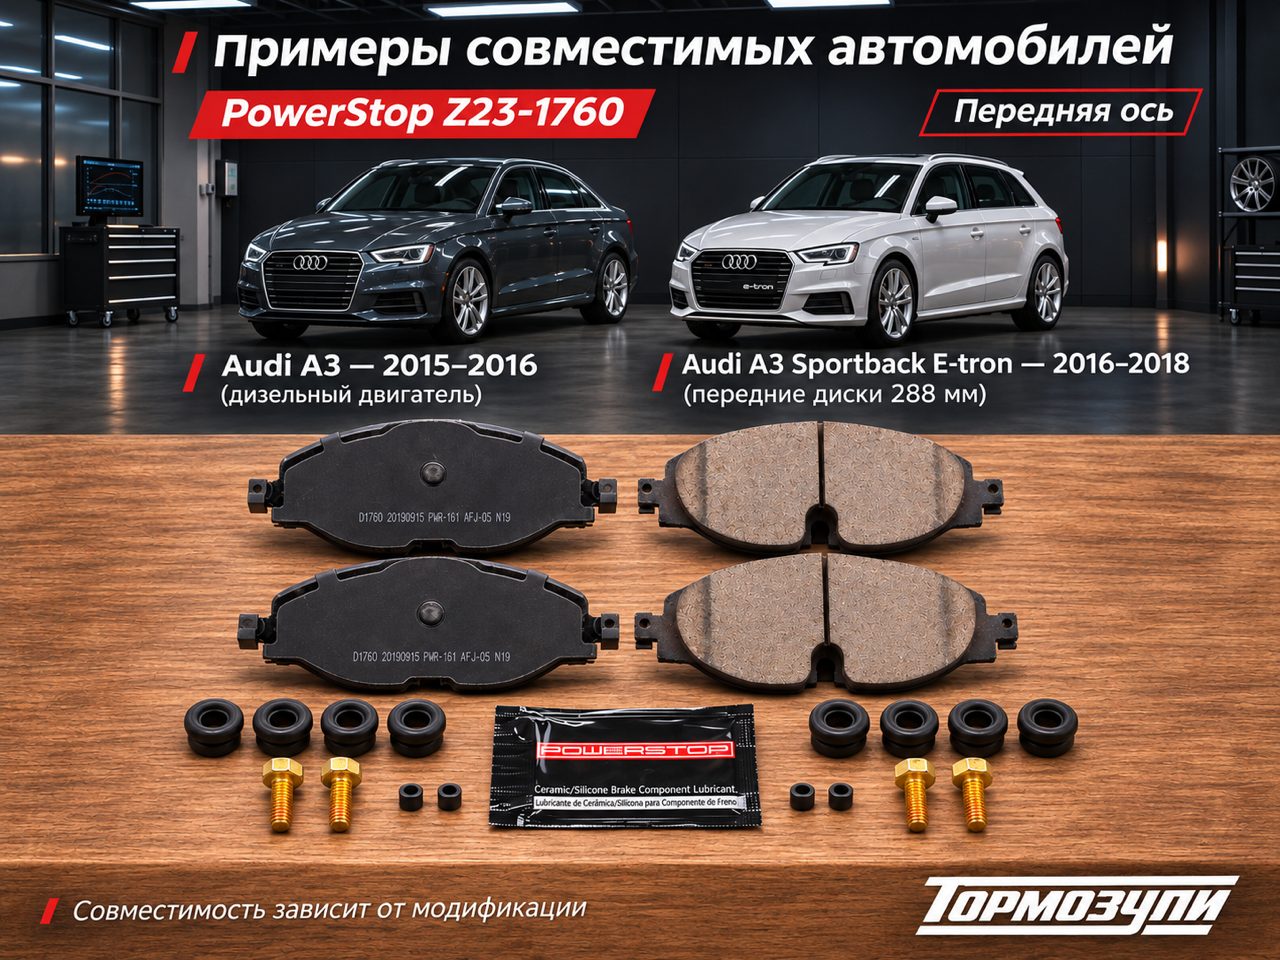 Примеры совместимых автомобилей
PowerStop Z23-1760
Передняя ось
e-tron
Audi A3 — 2015–2016
(дизельный двигатель)
Audi A3 Sportback E-tron — 2016–2018
(передние диски 288 мм)
D1760 20190915 PWR-161 AFJ-05 N19
D1760 20190915 PWR-161 AFJ-05 N19
POWERSTOP
Ceramic/Silicone Brake Component Lubricant.
Lubricante de Cerámica/Silicona para Componente de Freno.
Совместимость зависит от модификации
ТОРМОЗУПИ